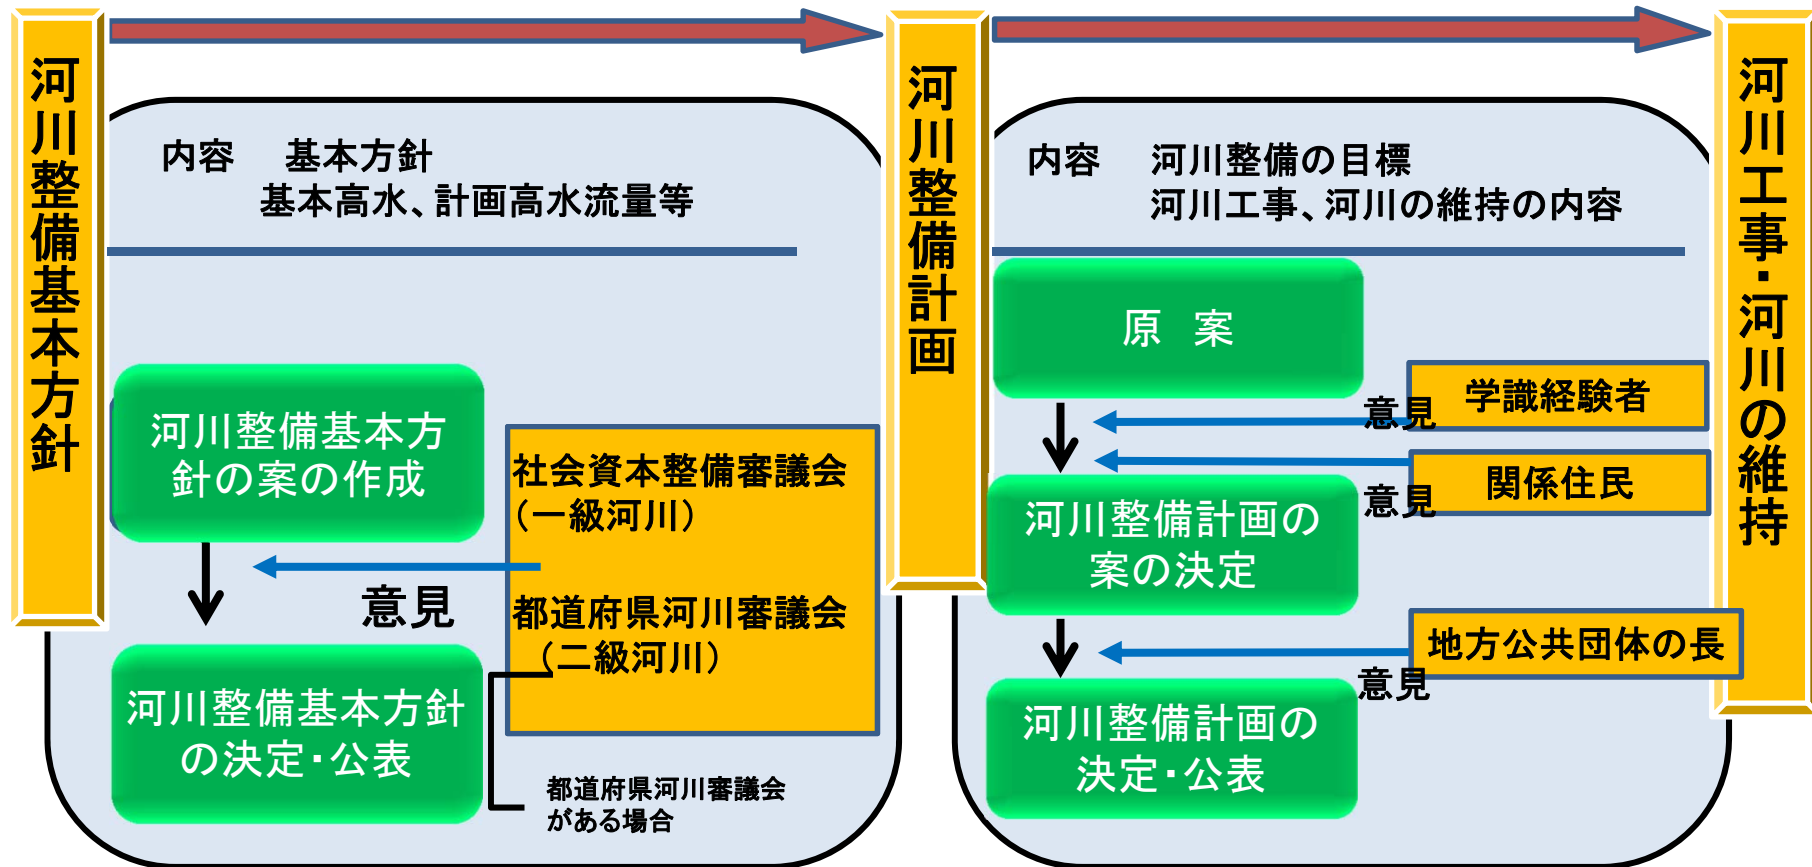 河川整備基本方針
内容　基本方針
基本高水、計画高水流量等
河川整備基本方
針の案の作成
社会資本整備審議会
（一級河川）
意見
都道府県河川審議会
（二級河川）
河川整備基本方針
の決定・公表
都道府県河川審議会
がある場合
河川整備計画
内容　河川整備の目標
河川工事、河川の維持の内容
原　案
学識経験者
意見
関係住民
意見
河川整備計画の
案の決定
地方公共団体の長
意見
河川整備計画の
決定・公表
河川工事・河川の維持